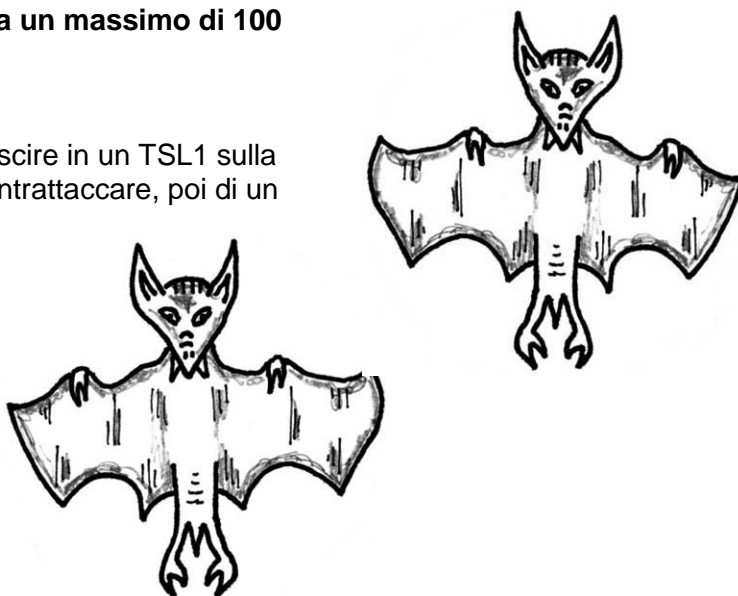 a un massimo di 100
scire in un TSL1 sulla
ntrattaccare, poi di un